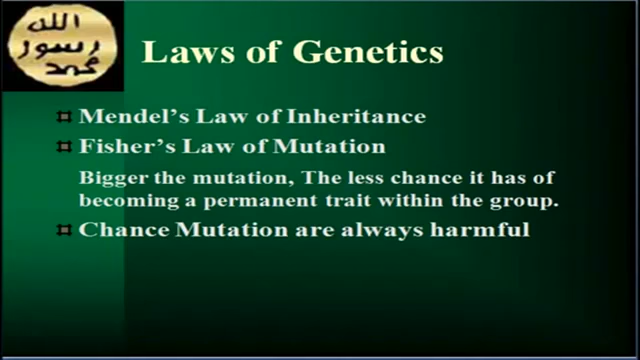 الله
رسول
محمد
Laws of Genetics
Mendel's Law of Inheritance
Fisher's Law of Mutation
Bigger the mutation, The less chance it has of
becoming a permanent trait within the group.
Chance Mutation are always harmful